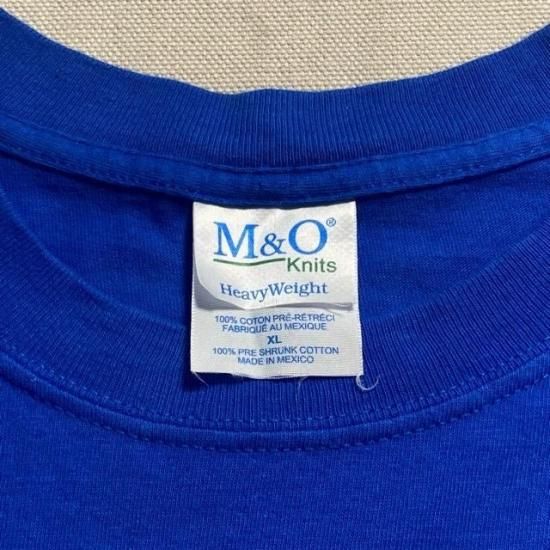 M&O®
Knits
HeavyWeight
100% COTON PRÉ-RÉTRÉCI
FABRIQUÉ AU MEXIQUE
XL
100% PRE SHRUNK COTTON
MADE IN MEXICO